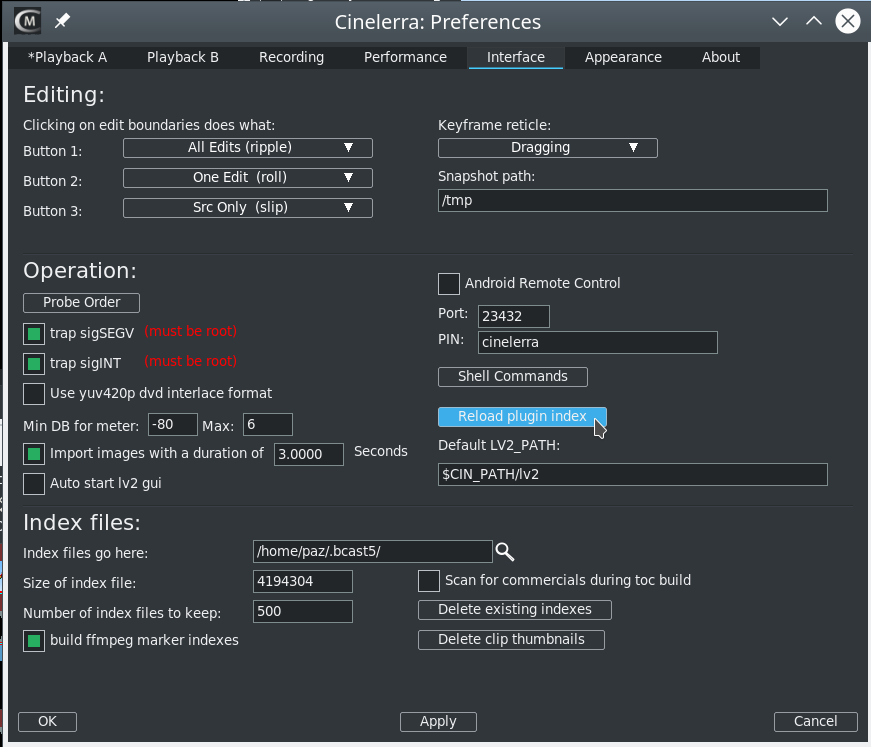 Cinelerra: Preferences
*Playback A Playback B Recording Performance Interface Appearance About
Editing:
Clicking on edit boundaries does what:
Button 1: All Edits (ripple)
Button 2: One Edit (roll)
Button 3: Src Only (slip)
Keyframe reticle:
Dragging
Snapshot path:
/tmp
Operation:
Probe Order
trap sigSEGV (must be root)
trap sigINT (must be root)
Use yuv420p dvd interlace format
Min DB for meter: -80 Max: 6
Import images with a duration of 3.0000 Seconds
Auto start lv2 gui
Android Remote Control
Port: 23432
PIN: cinelerra
Shell Commands
Reload plugin index
Default LV2_PATH:
$CIN_PATH/lv2
Index files:
Index files go here: /home/paz/.bcast5/
Size of index file: 4194304
Number of index files to keep: 500
build ffmpeg marker indexes
Scan for commercials during toc build
Delete existing indexes
Delete clip thumbnails
OK Apply Cancel